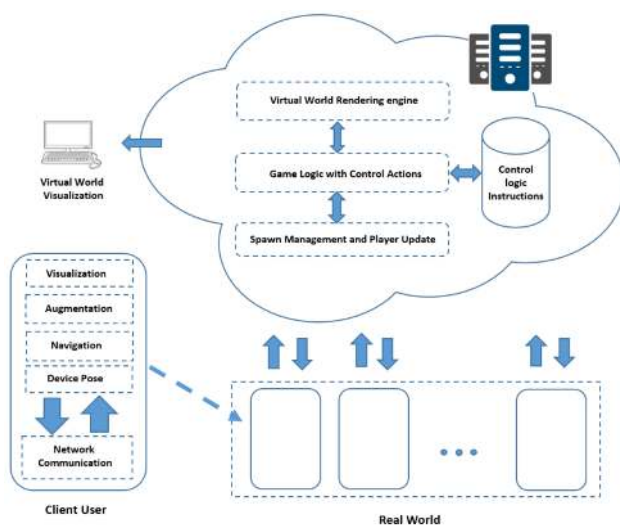 Virtual World Rendering engine
Game Logic with Control Actions
Spawn Management and Player Update
Control
logic
Instructions
Virtual World
Visualization
Visualization
Augmentation
Navigation
Device Pose
Network
Communication
Client User
Real World